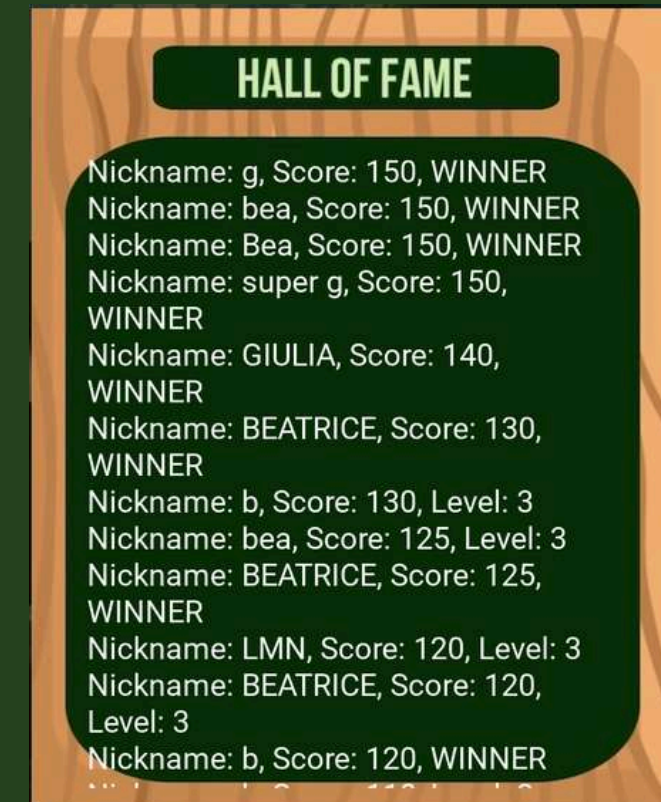 HALL OF FAME
Nickname: g, Score: 150, WINNER
Nickname: bea, Score: 150, WINNER
Nickname: Bea, Score: 150, WINNER
Nickname: super g, Score: 150,
WINNER
Nickname: GIULIA, Score: 140,
WINNER
Nickname: BEATRICE, Score: 130,
WINNER
Nickname: b, Score: 130, Level: 3
Nickname: bea, Score: 125, Level: 3
Nickname: BEATRICE, Score: 125,
WINNER
Nickname: LMN, Score: 120, Level: 3
Nickname: BEATRICE, Score: 120,
Level: 3
Nickname: b, Score: 120, WINNER